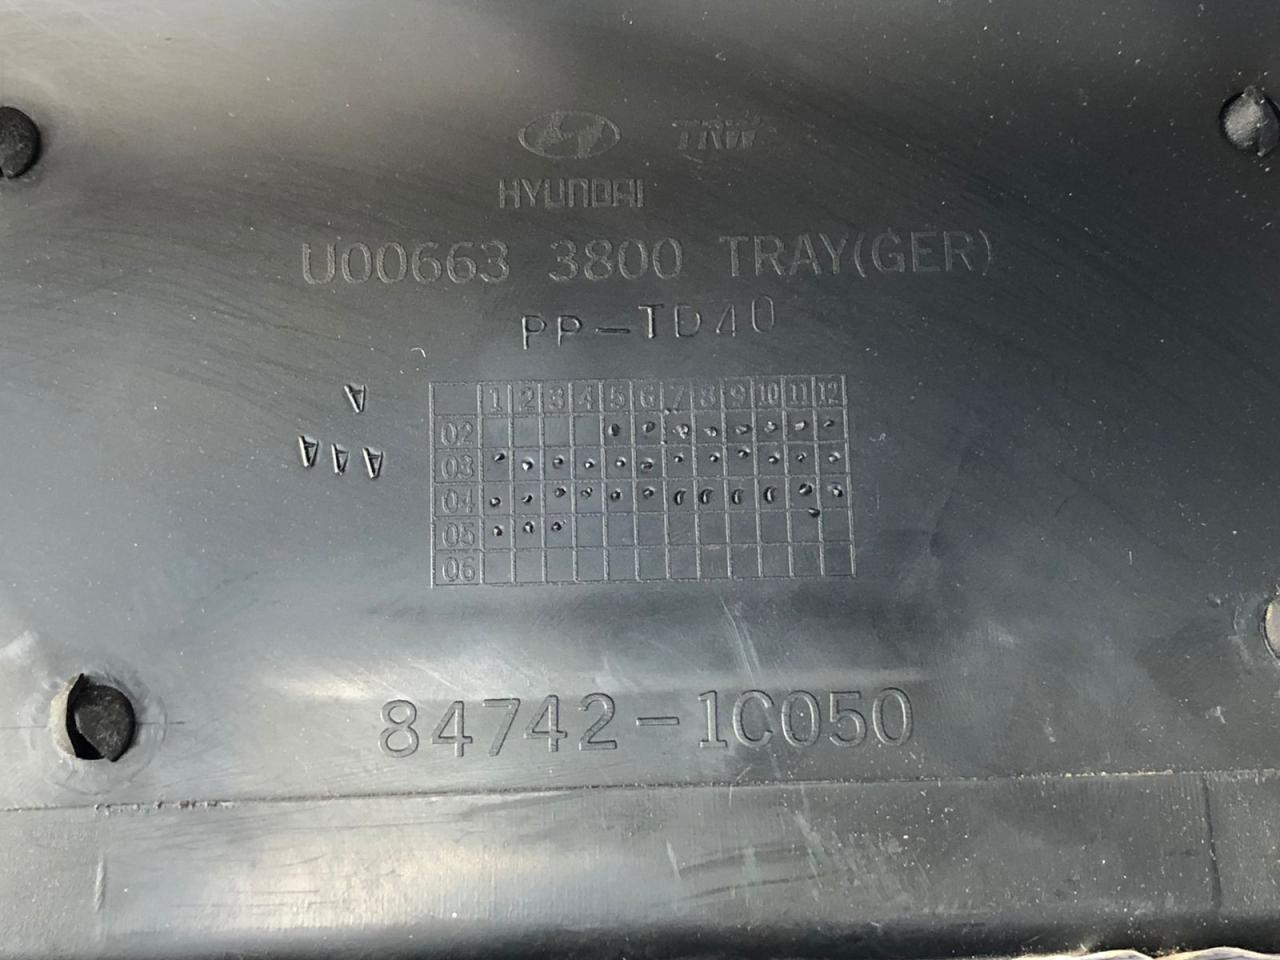 TRW
HYUNDAI
U00663 3800 TRAY(GER)
PP-TD40
A
A A A
1 2 3 4 5 6 7 8 9 10 11 12
02
03
04
05
06
84742-1C050